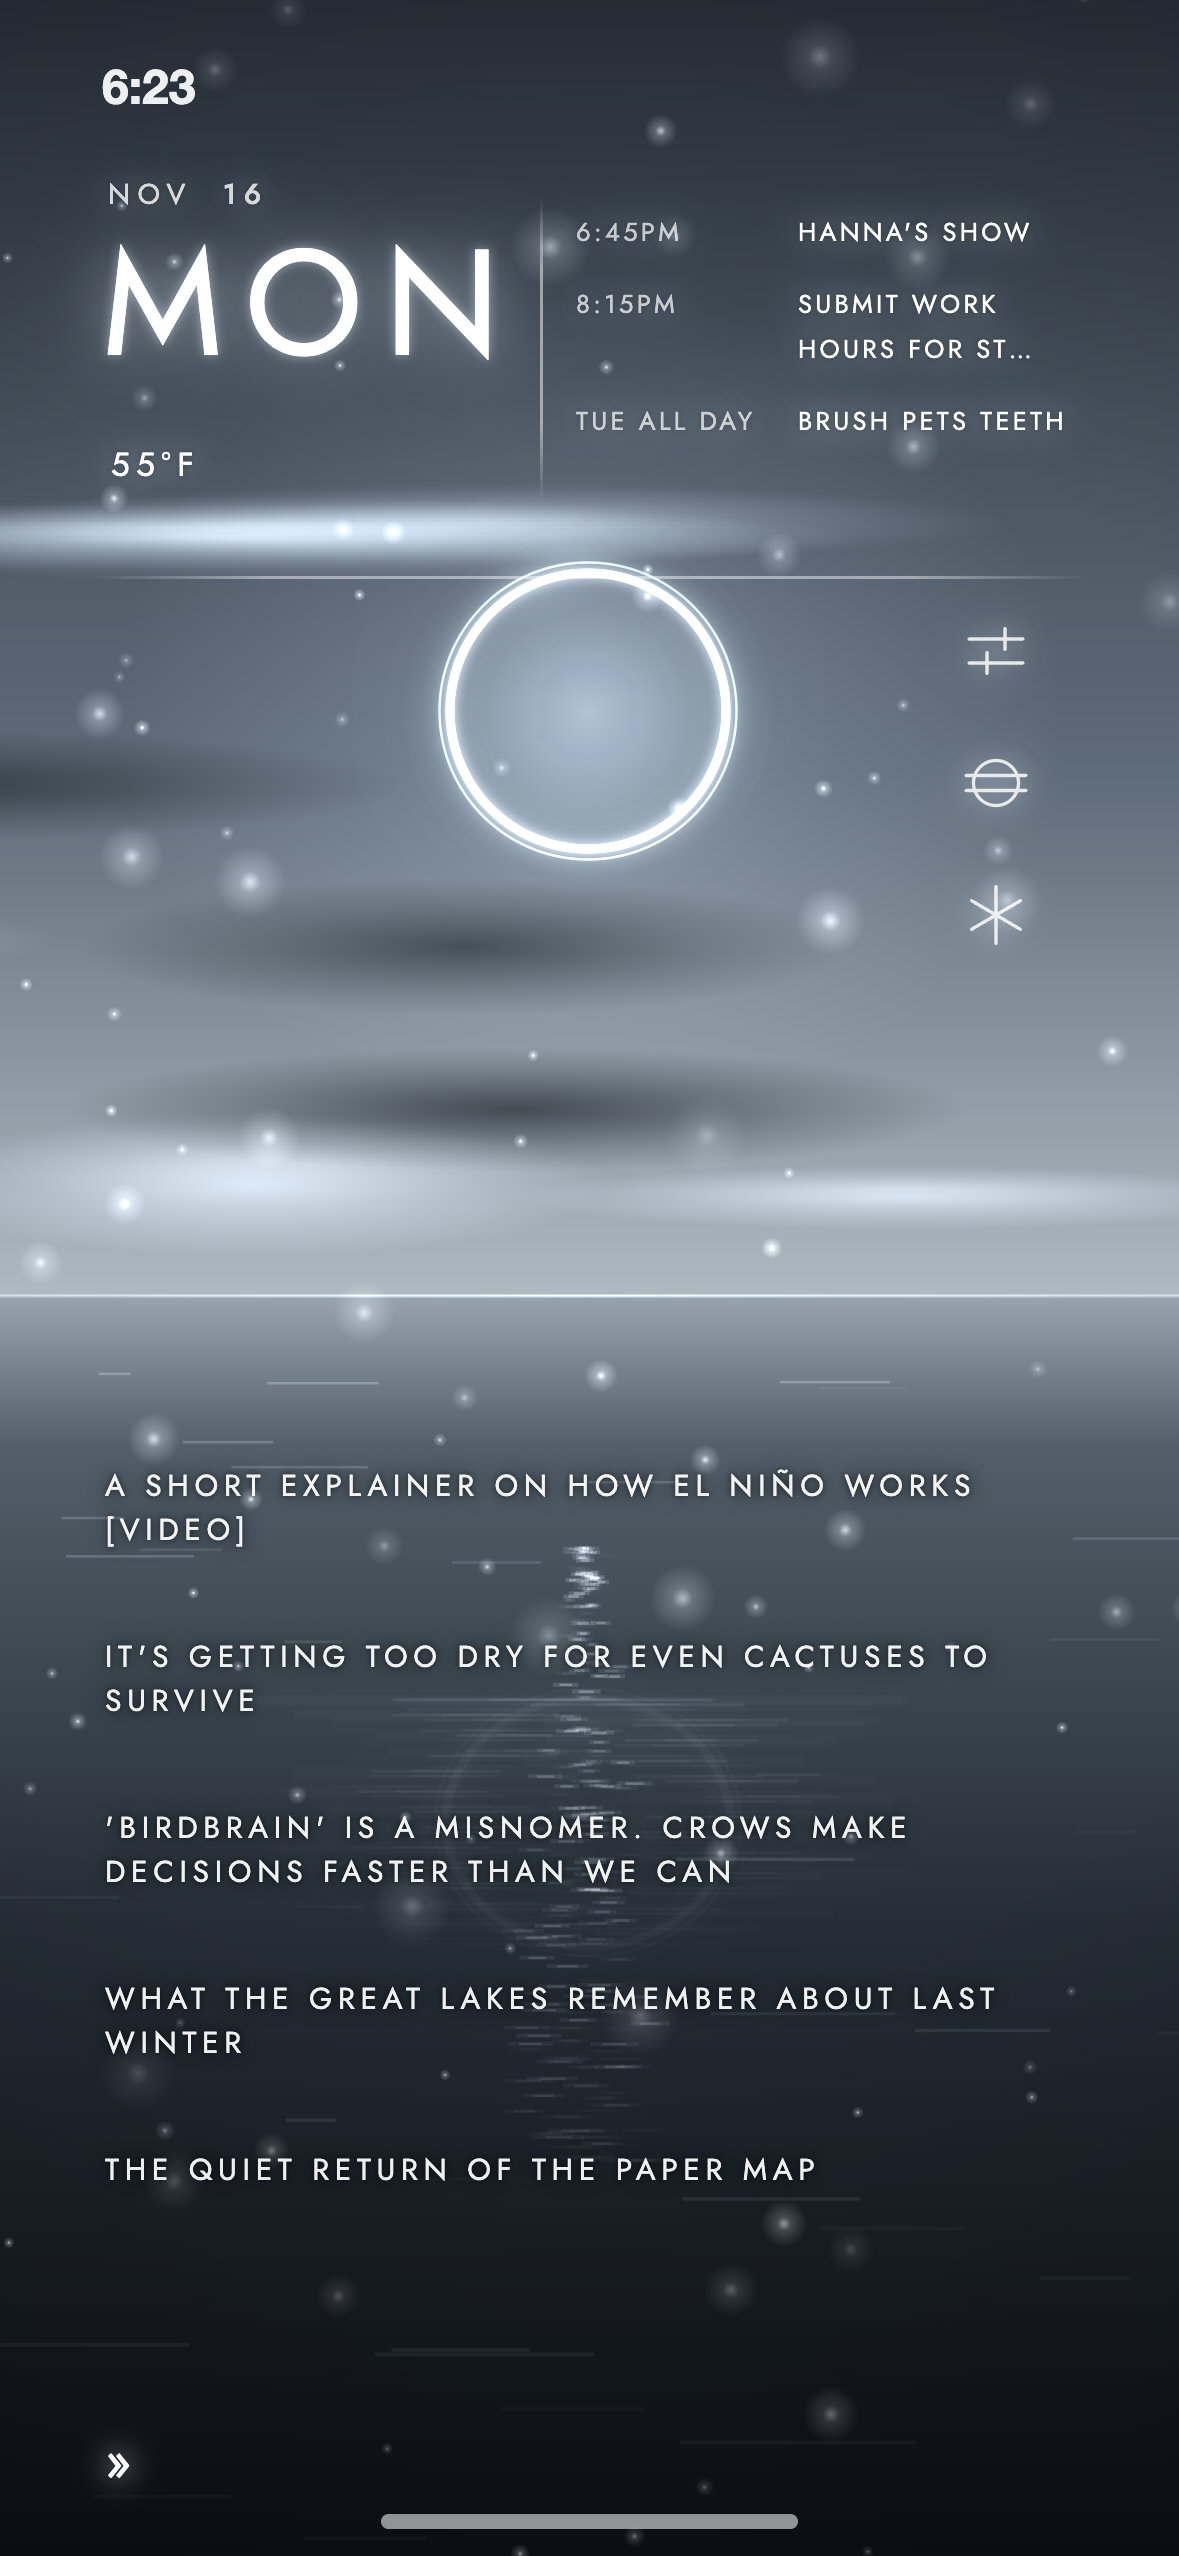 6:23
NOV 16
MON
55°F
6:45PM HANNA'S SHOW
8:15PM SUBMIT WORK
HOURS FOR ST...
TUE ALL DAY BRUSH PETS TEETH
A SHORT EXPLAINER ON HOW EL NIÑO WORKS
[VIDEO]
IT'S GETTING TOO DRY FOR EVEN CACTUSES TO
SURVIVE
'BIRDBRAIN' IS A MISNOMER. CROWS MAKE
DECISIONS FASTER THAN WE CAN
WHAT THE GREAT LAKES REMEMBER ABOUT LAST
WINTER
THE QUIET RETURN OF THE PAPER MAP
»